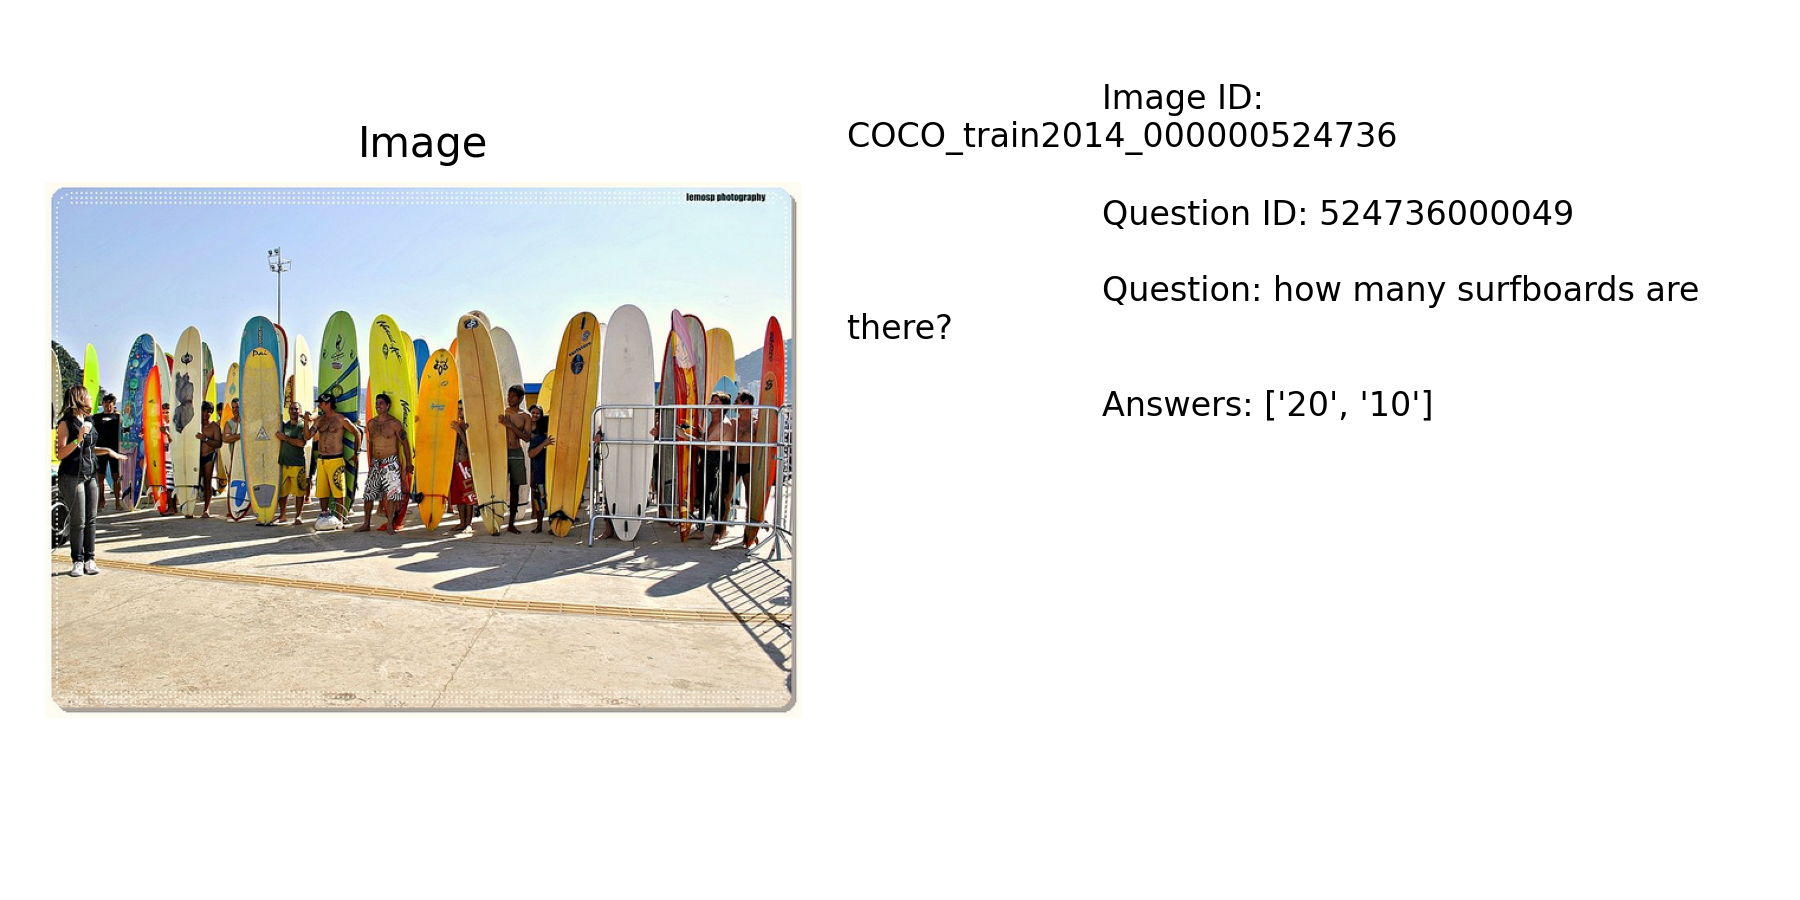 Image
lemosp photography
Image ID:
COCO_train2014_000000524736
Question ID: 524736000049
Question: how many surfboards are
there?
Answers: ['20', '10']